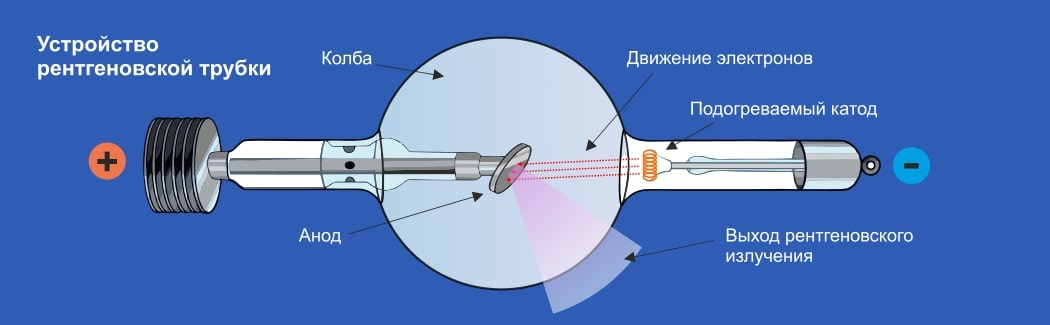 Устройство
рентгеновской трубки
Колба
Движение электронов
Подогреваемый катод
+
-
Анод
Выход рентгеновского
излучения